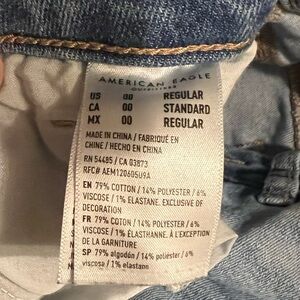 AMERICAN EAGLE
OUTFITTERS
US 00 REGULAR
CA 00 STANDARD
MX 00 REGULAR
MADE IN CHINA / FABRIQUÉ EN
CHINE / HECHO EN CHINA
RN 54485 / CA 03873
RFC# AEM120605U9A
EN 79% COTTON / 14% POLYESTER / 6%
VISCOSE / 1% ELASTANE. EXCLUSIVE OF
DECORATION
FR 79% COTON / 14% POLYESTER / 6%
VISCOSE / 1% ÉLASTHANNE. À L'EXCEPTION
DE LA GARNITURE
SP 79% algodón / 14% poliéster / 6%
viscosa / 1% elastano